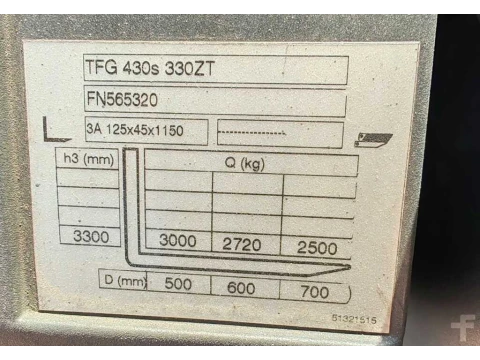 TFG 430s 330ZT
FN565320
3A 125x45x1150
h3 (mm) Q (kg)
3300 3000 2720 2500
D (mm) 500 600 700
51321515
f